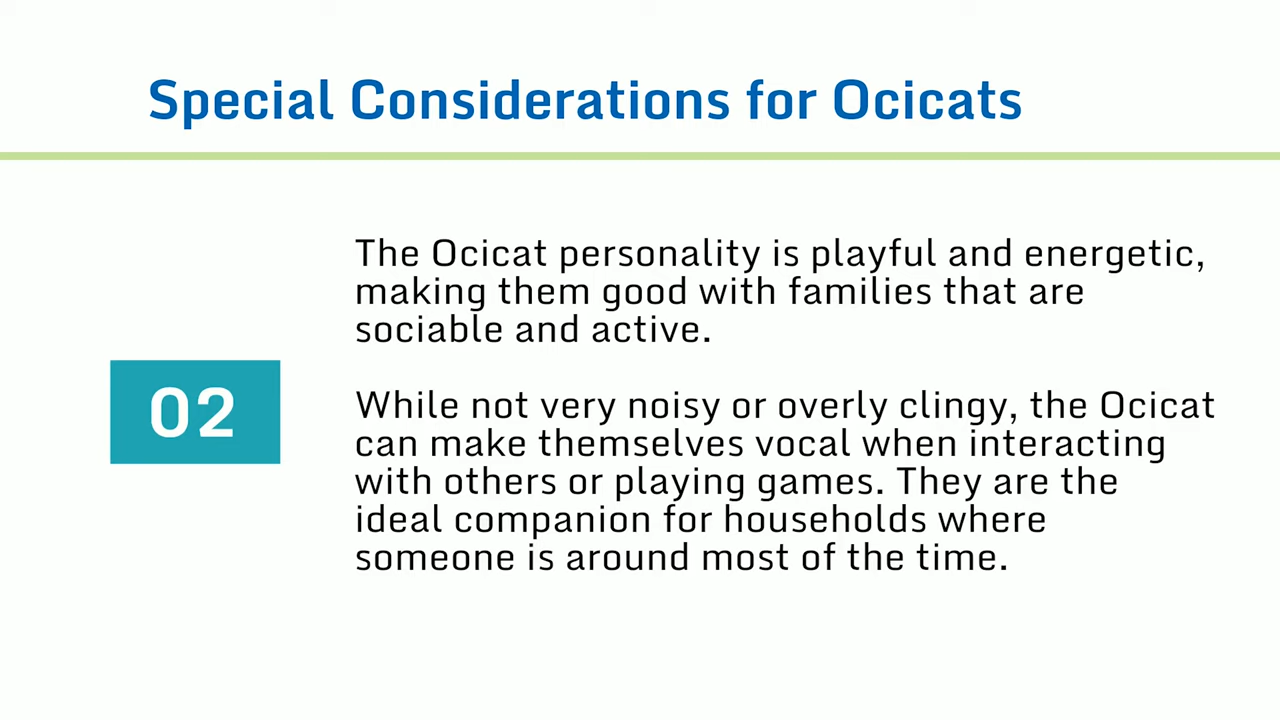 Special Considerations for Ocicats
The Ocicat personality is playful and energetic,
making them good with families that are
sociable and active.
02
While not very noisy or overly clingy, the Ocicat
can make themselves vocal when interacting
with others or playing games. They are the
ideal companion for households where
someone is around most of the time.